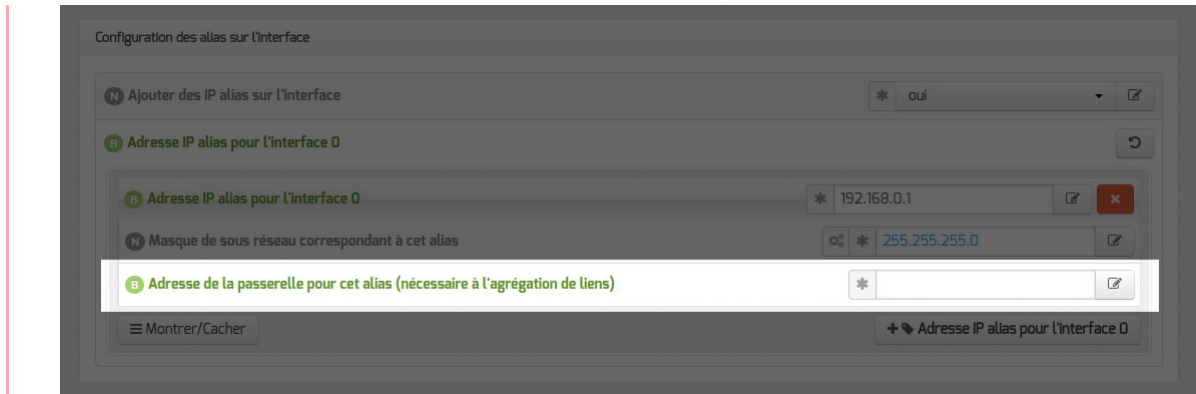 Configuration des alias sur l'interface
N Ajouter des IP alias sur l'interface
oui
B Adresse IP alias pour l'interface 0
B Adresse IP alias pour l'interface 0
192.168.0.1
N Masque de sous réseau correspondant à cet alias
255.255.255.0
B Adresse de la passerelle pour cet alias (nécessaire à l'agrégation de liens)
Montrer/Cacher
Adresse IP alias pour l'interface 0